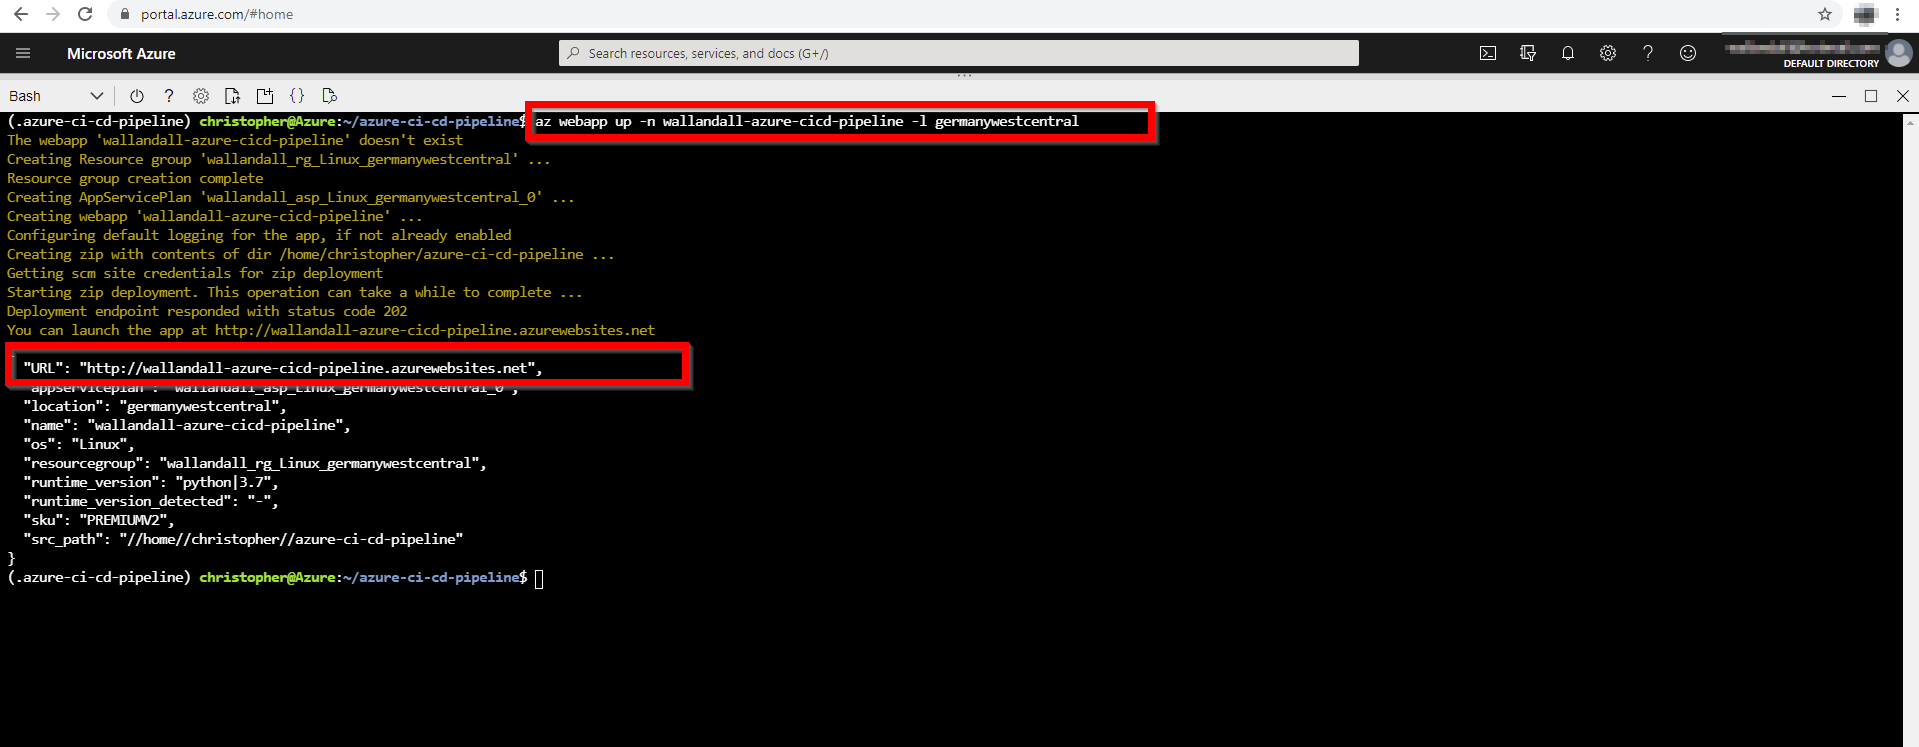 portal.azure.com/#home
Microsoft Azure
Search resources, services, and docs (G+/)
DEFAULT DIRECTORY
Bash
(.azure-ci-cd-pipeline) christopher@Azure:~/azure-ci-cd-pipeline$ az webapp up -n wallandall-azure-cicd-pipeline -l germanywestcentral
The webapp 'wallandall-azure-cicd-pipeline' doesn't exist
Creating Resource group 'wallandall_rg_Linux_germanywestcentral' ...
Resource group creation complete
Creating AppServicePlan 'wallandall_asp_Linux_germanywestcentral_0' ...
Creating webapp 'wallandall-azure-cicd-pipeline' ...
Configuring default logging for the app, if not already enabled
Creating zip with contents of dir /home/christopher/azure-ci-cd-pipeline ...
Getting scm site credentials for zip deployment
Starting zip deployment. This operation can take a while to complete ...
Deployment endpoint responded with status code 202
You can launch the app at http://wallandall-azure-cicd-pipeline.azurewebsites.net
"URL": "http://wallandall-azure-cicd-pipeline.azurewebsites.net",
"appserviceplan": "wallandall_asp_Linux_germanywestcentral_0",
"location": "germanywestcentral",
"name": "wallandall-azure-cicd-pipeline",
"os": "Linux",
"resourcegroup": "wallandall_rg_Linux_germanywestcentral",
"runtime_version": "python|3.7",
"runtime_version_detected": "-",
"sku": "PREMIUMV2",
"src_path": "//home//christopher//azure-ci-cd-pipeline"
}
(.azure-ci-cd-pipeline) christopher@Azure:~/azure-ci-cd-pipeline$